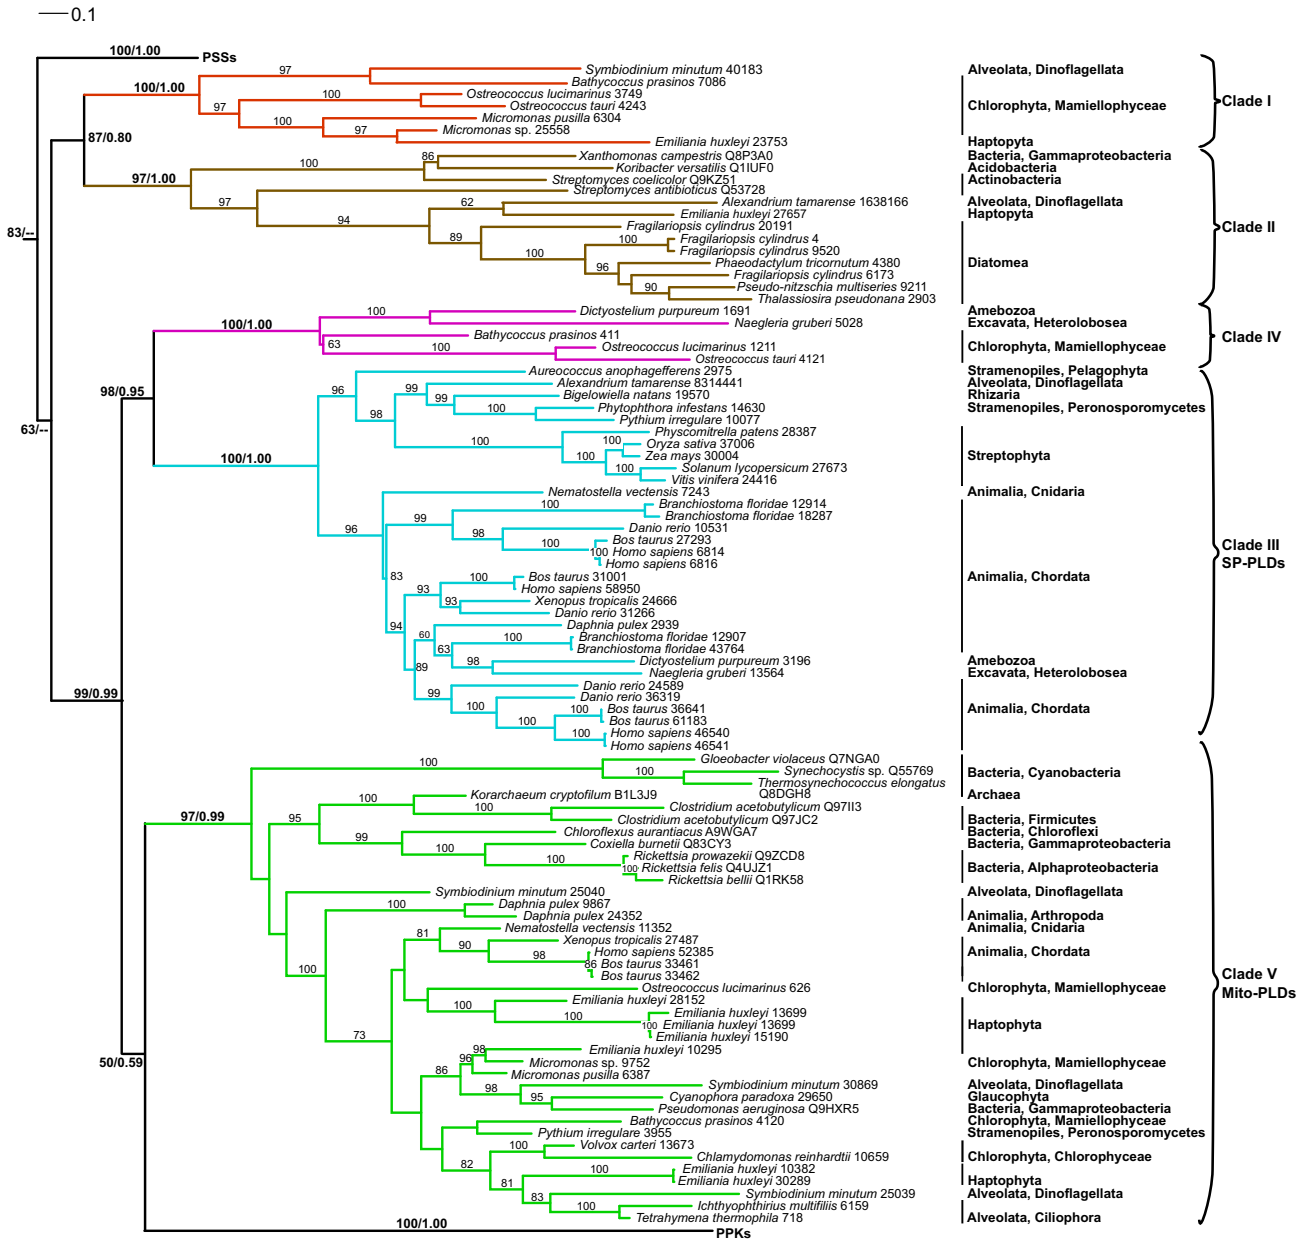 0.1
100/1.00
PSSs
97
Symbiodinium minutum 40183
Alveolata, Dinoflagellata
100/1.00
Bathycoccus prasinos 7086
100
Ostreococcus lucimarinus 3749
Clade I
97
Ostreococcus tauri 4243
Chlorophyta, Mamiellophyceae
100
Micromonas pusilla 6304
97
Micromonas sp. 25558
87/0.80
Emiliania huxleyi 23753
Haptopyta
86
Xanthomonas campestris Q8P3A0
Bacteria, Gammaproteobacteria
100
Koribacter versatilis Q1IUF0
Acidobacteria
97/1.00
Streptomyces coelicolor Q9KZ51
Actinobacteria
Streptomyces antibioticus Q53728
97
62
Alexandrium tamarense 1638166
Alveolata, Dinoflagellata
94
Emiliania huxleyi 27657
Haptopyta
Fragilariopsis cylindrus 20191
Clade II
83/--
89
100
Fragilariopsis cylindrus 4
Fragilariopsis cylindrus 9520
100
Phaeodactylum tricornutum 4380
Diatomea
96
Fragilariopsis cylindrus 6173
90
Pseudo-nitzschia multiseries 9211
Thalassiosira pseudonana 2903
100
Dictyostelium purpureum 1691
Amebozoa
100/1.00
Naegleria gruberi 5028
Excavata, Heterolobosea
Bathycoccus prasinos 411
Clade IV
63
100
Ostreococcus lucimarinus 1211
Chlorophyta, Mamiellophyceae
Ostreococcus tauri 4121
Aureococcus anophagefferens 2975
Stramenopiles, Pelagophyta
98/0.95
96
99
Alexandrium tamarense 8314441
Alveolata, Dinoflagellata
99
Bigelowiella natans 19570
Rhizaria
98
100
Phytophthora infestans 14630
Stramenopiles, Peronosporomycetes
Pythium irregulare 10077
63/--
Physcomitrella patens 28387
100
100
Oryza sativa 37006
100/1.00
100
Zea mays 30004
Streptophyta
100
Solanum lycopersicum 27673
Vitis vinifera 24416
Nematostella vectensis 7243
Animalia, Cnidaria
100
Branchiostoma floridae 12914
99
Branchiostoma floridae 18287
96
98
Danio rerio 10531
100
Bos taurus 27293
Clade III
SP-PLDs
100
Homo sapiens 6814
Homo sapiens 6816
83
100
Bos taurus 31001
Animalia, Chordata
93
Homo sapiens 58950
93
Xenopus tropicalis 24666
Danio rerio 31266
94
60
Daphnia pulex 2939
100
Branchiostoma floridae 12907
63
Branchiostoma floridae 43764
89
98
Dictyostelium purpureum 3196
Amebozoa
Naegleria gruberi 13564
Excavata, Heterolobosea
Danio rerio 24589
99/0.99
99
Danio rerio 36319
100
100
Bos taurus 36641
Animalia, Chordata
100
Bos taurus 61183
100
Homo sapiens 46540
Homo sapiens 46541
Gloeobacter violaceus Q7NGA0
100
100
Synechocystis sp. Q55769
Bacteria, Cyanobacteria
Thermosynechococcus elongatus
Q8DGH8
100
Korarchaeum cryptofilum B1L3J9
Archaea
100
Clostridium acetobutylicum Q97II3
97/0.99
95
Clostridium acetobutylicum Q97JC2
Bacteria, Firmicutes
Chloroflexus aurantiacus A9WGA7
Bacteria, Chloroflexi
99
Coxiella burnetii Q83CY3
Bacteria, Gammaproteobacteria
100
Rickettsia prowazekii Q9ZCD8
100
Rickettsia felis Q4UJZ1
Bacteria, Alphaproteobacteria
Rickettsia bellii Q1RK58
Symbiodinium minutum 25040
Alveolata, Dinoflagellata
100
Daphnia pulex 9867
Daphnia pulex 24352
Animalia, Arthropoda
81
Nematostella vectensis 11352
Animalia, Cnidaria
90
Xenopus tropicalis 27487
98
Homo sapiens 52385
Animalia, Chordata
86
Bos taurus 33461
100
Bos taurus 33462
Clade V
Mito-PLDs
Ostreococcus lucimarinus 626
Chlorophyta, Mamiellophyceae
100
Emiliania huxleyi 28152
100
Emiliania huxleyi 13699
100
Emiliania huxleyi 13699
Haptophyta
73
Emiliania huxleyi 15190
98
Emiliania huxleyi 10295
50/0.59
96
Micromonas sp. 9752
Chlorophyta, Mamiellophyceae
86
Micromonas pusilla 6387
98
Symbiodinium minutum 30869
Alveolata, Dinoflagellata
95
Cyanophora paradoxa 29650
Glaucophyta
Pseudomonas aeruginosa Q9HXR5
Bacteria, Gammaproteobacteria
Bathycoccus prasinos 4120
Chlorophyta, Mamiellophyceae
Pythium irregulare 3955
Stramenopiles, Peronosporomycetes
100
Volvox carteri 13673
82
Chlamydomonas reinhardtii 10659
Chlorophyta, Chlorophyceae
100
Emiliania huxleyi 10382
81
Emiliania huxleyi 30289
Haptophyta
83
Symbiodinium minutum 25039
Alveolata, Dinoflagellata
100
Ichthyophthirius multifiliis 6159
Tetrahymena thermophila 718
Alveolata, Ciliophora
100/1.00
PPKs